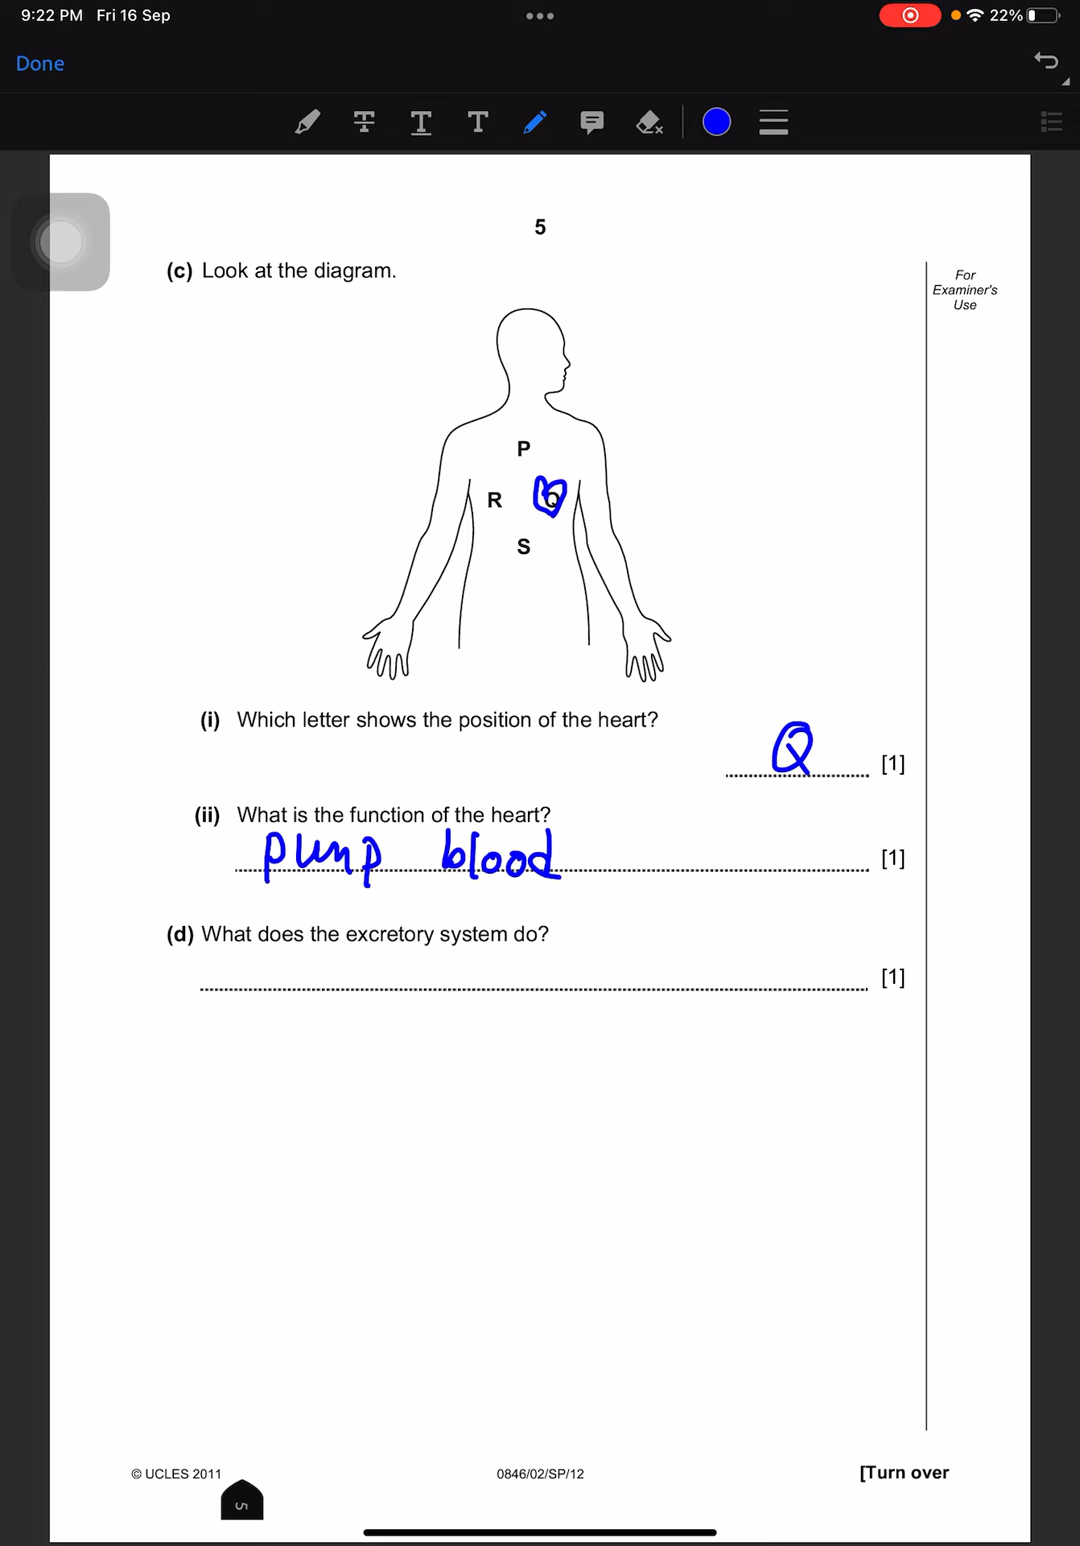 9:22 PM Fri 16 Sep
22%
Done
T T T
5
(c) Look at the diagram.
For
Examiner's
Use
P
R Q
S
(i) Which letter shows the position of the heart?
Q [1]
(ii) What is the function of the heart?
pump blood [1]
(d) What does the excretory system do?
[1]
© UCLES 2011 0846/02/SP/12 [Turn over
5